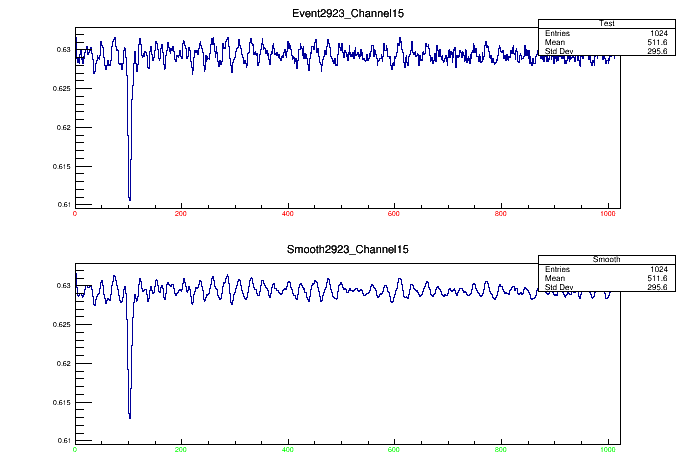 Event2923_Channel15
Test
Entries 1024
Mean 511.6
Std Dev 295.6
0.63
0.625
0.62
0.615
0.61
0 200 400 600 800 1000
Smooth2923_Channel15
Smooth
Entries 1024
Mean 511.6
Std Dev 295.6
0.63
0.625
0.62
0.615
0.61
0 200 400 600 800 1000